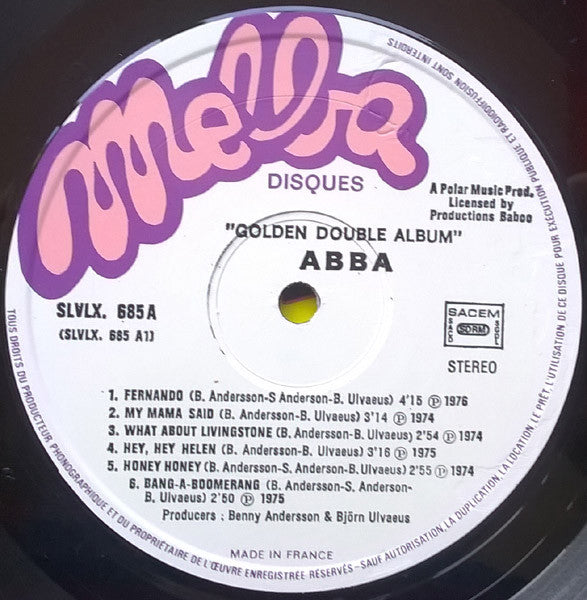 Melba
DISQUES
A Polar Music Prod.
Licensed by
Productions Baboo
"GOLDEN DOUBLE ALBUM"
ABBA
SLVLX. 685 A
(SLVLX. 685 A1)
SACEM
SACD
SDRM
SGDL
STEREO
1. FERNANDO (B. Andersson-S Anderson-B. Ulvaeus) 4'15 Ⓟ 1976
2. MY MAMA SAID (B. Andersson-B. Ulvaeus) 3'14 Ⓟ 1974
3. WHAT ABOUT LIVINGSTONE (B. Andersson-B. Ulvaeus) 2'54 Ⓟ 1974
4. HEY, HEY HELEN (B. Andersson-B. Ulvaeus) 3'16 Ⓟ 1975
5. HONEY HONEY (B. Andersson-S. Anderson-B. Ulvaeus) 2'55 Ⓟ 1974
6. BANG-A-BOOMERANG (B. Andersson-S. Anderson-
B. Ulvaeus) 2'50 Ⓟ 1975
Producers : Benny Andersson & Björn Ulvaeus
MADE IN FRANCE
TOUS DROITS DU PRODUCTEUR PHONOGRAPHIQUE ET DU PROPRIÉTAIRE DE L'ŒUVRE ENREGISTRÉE RÉSERVÉS - SAUF AUTORISATION, LA DUPLICATION, LA LOCATION, LE PRÊT, L'UTILISATION DE CE DISQUE POUR EXÉCUTION PUBLIQUE ET RADIODIFFUSION SONT INTERDITS